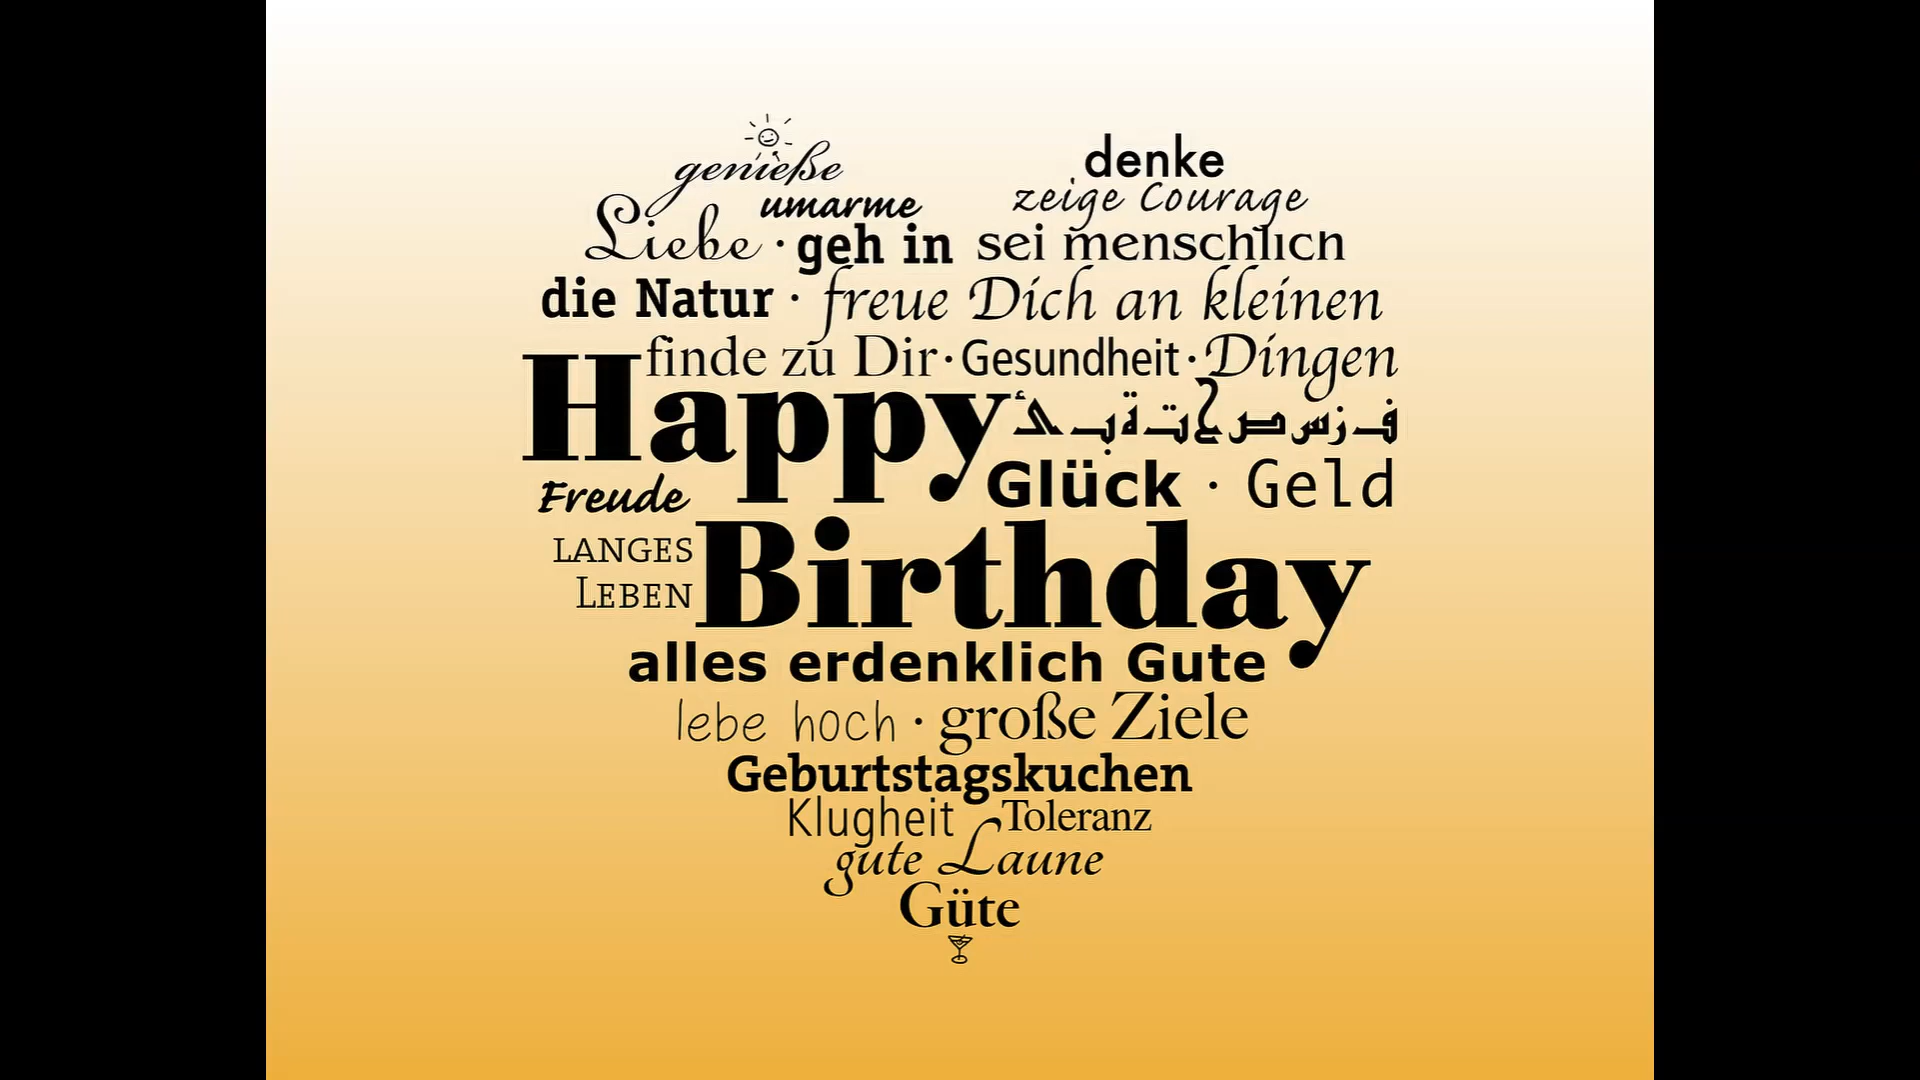 genieße
denke
umarme
zeige Courage
Liebe · geh in
sei menschlich
die Natur · freue Dich an kleinen
finde zu Dir · Gesundheit · Dingen
Happy
Freude
Glück · Geld
LANGES
LEBEN
Birthday
alles erdenklich Gute
lebe hoch · große Ziele
Geburtstagskuchen
Klugheit Toleranz
gute Laune
Güte